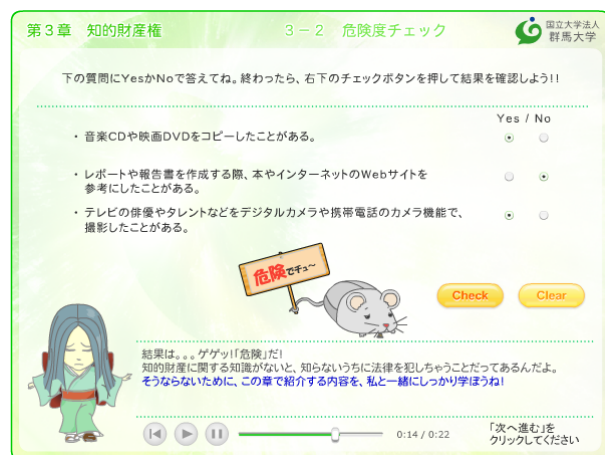 第3章 知的財産権
3-2 危険度チェック
国立大学法人
群馬大学
下の質問にYesかNoで答えてね。終わったら、右下のチェックボタンを押して結果を確認しよう!!
Yes / No
・音楽CDや映画DVDをコピーしたことがある。
・レポートや報告書を作成する際、本やインターネットのWebサイトを
参考にしたことがある。
・テレビの俳優やタレントなどをデジタルカメラや携帯電話のカメラ機能で、
撮影したことがある。
危険でチュ~
Check
Clear
結果は。。。ゲゲッ!「危険」だ!
知的財産に関する知識がないと、知らないうちに法律を犯しちゃうことだってあるんだよ。
そうならないために、この章で紹介する内容を、私と一緒にしっかり学ぼうね!
0:14 / 0:22
「次へ進む」を
クリックしてください